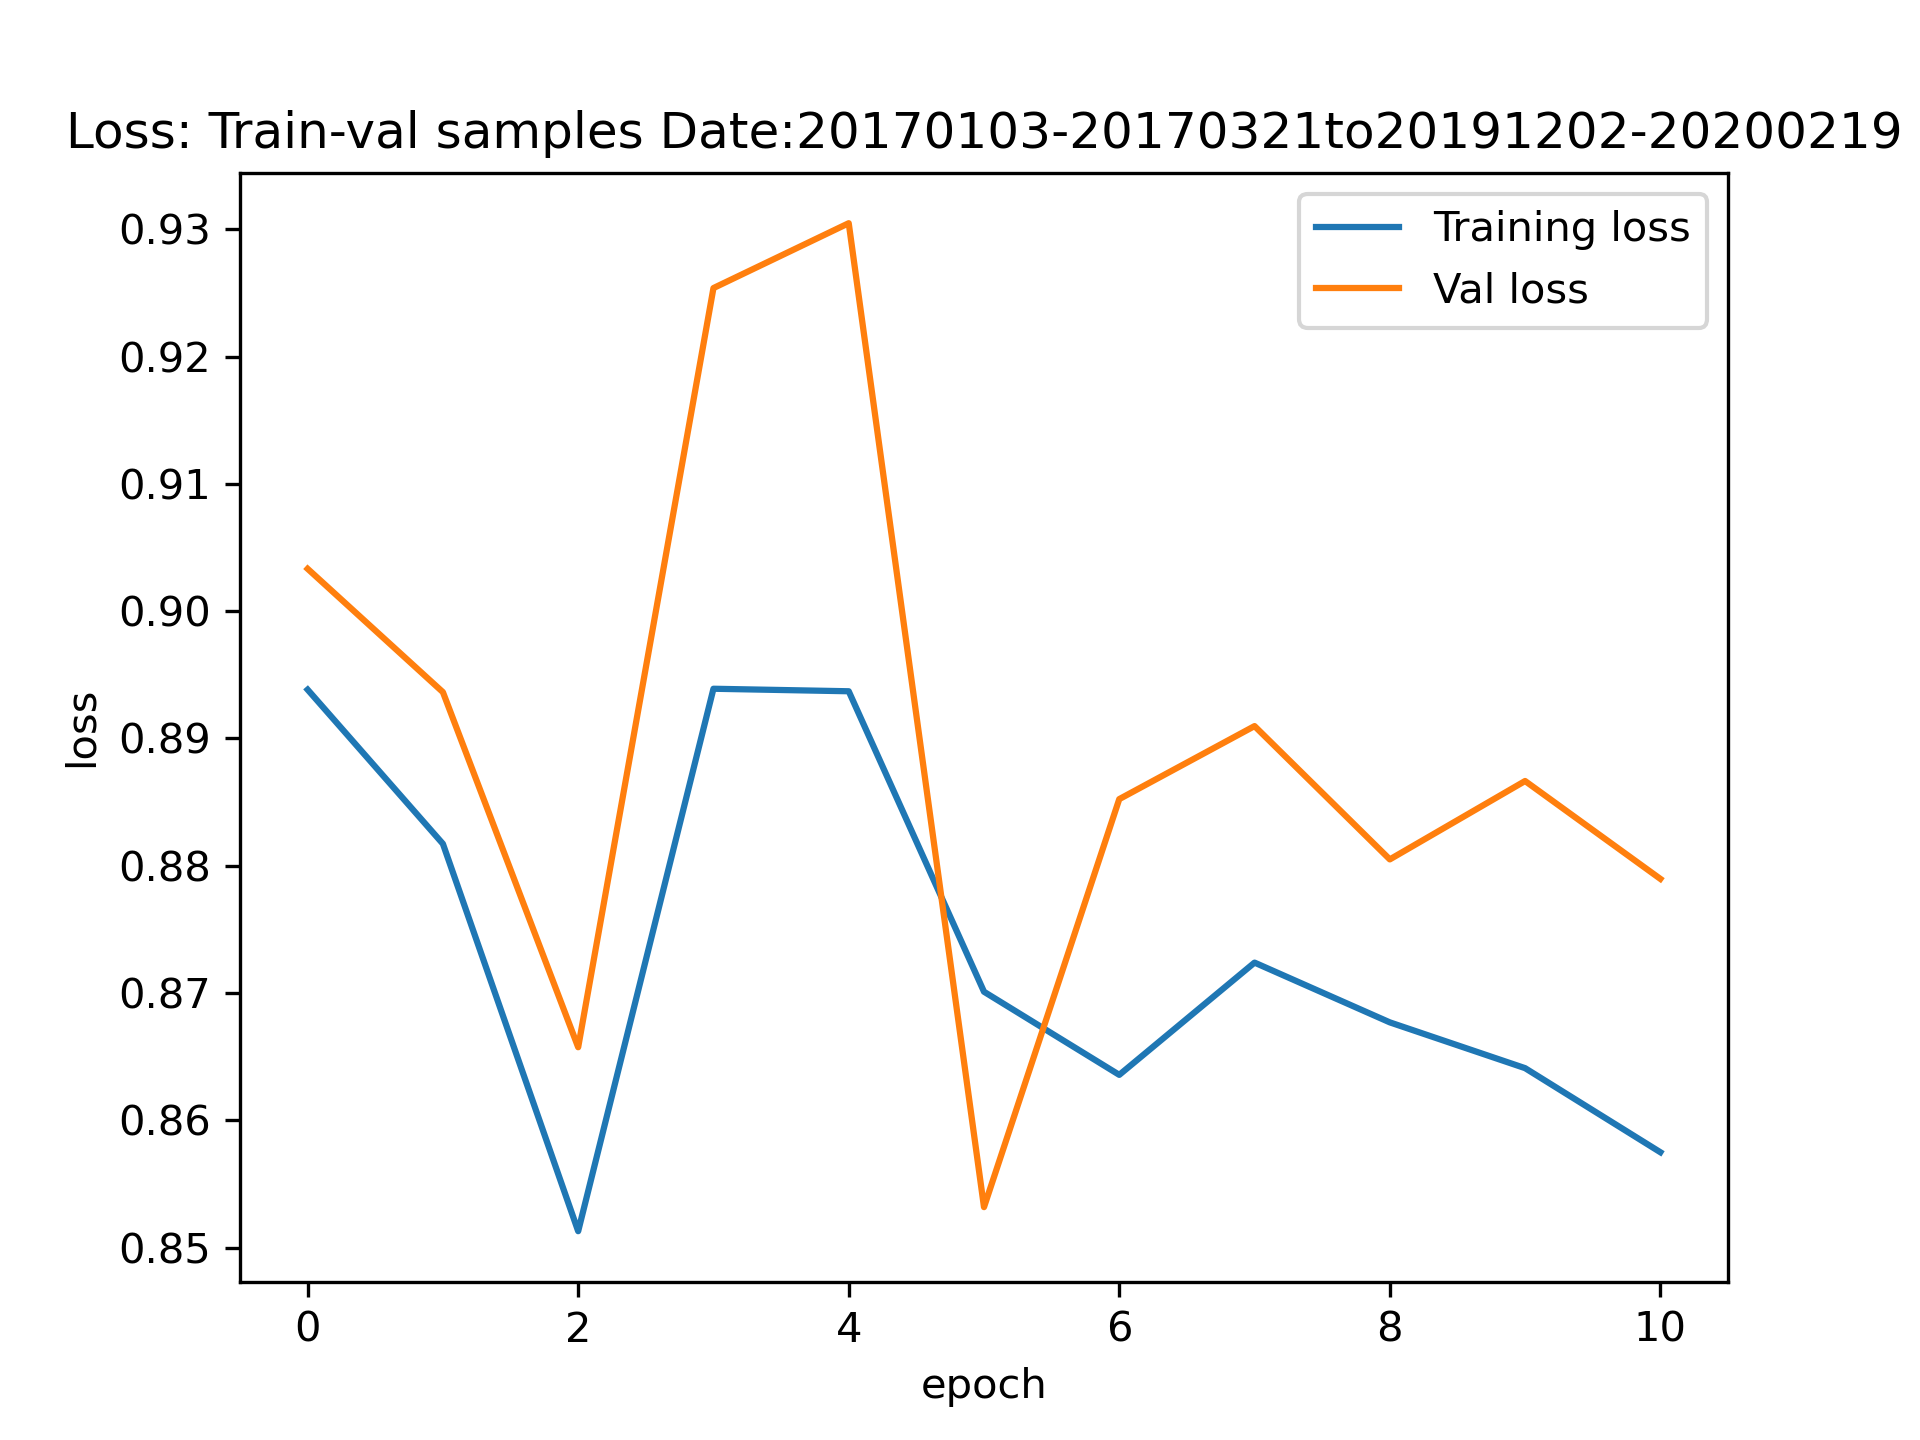 Loss: Train-val samples Date:20170103-20170321to20191202-20200219
Training loss
Val loss
0.93
0.92
0.91
0.90
0.89
0.88
0.87
0.86
0.85
loss
0 2 4 6 8 10
epoch